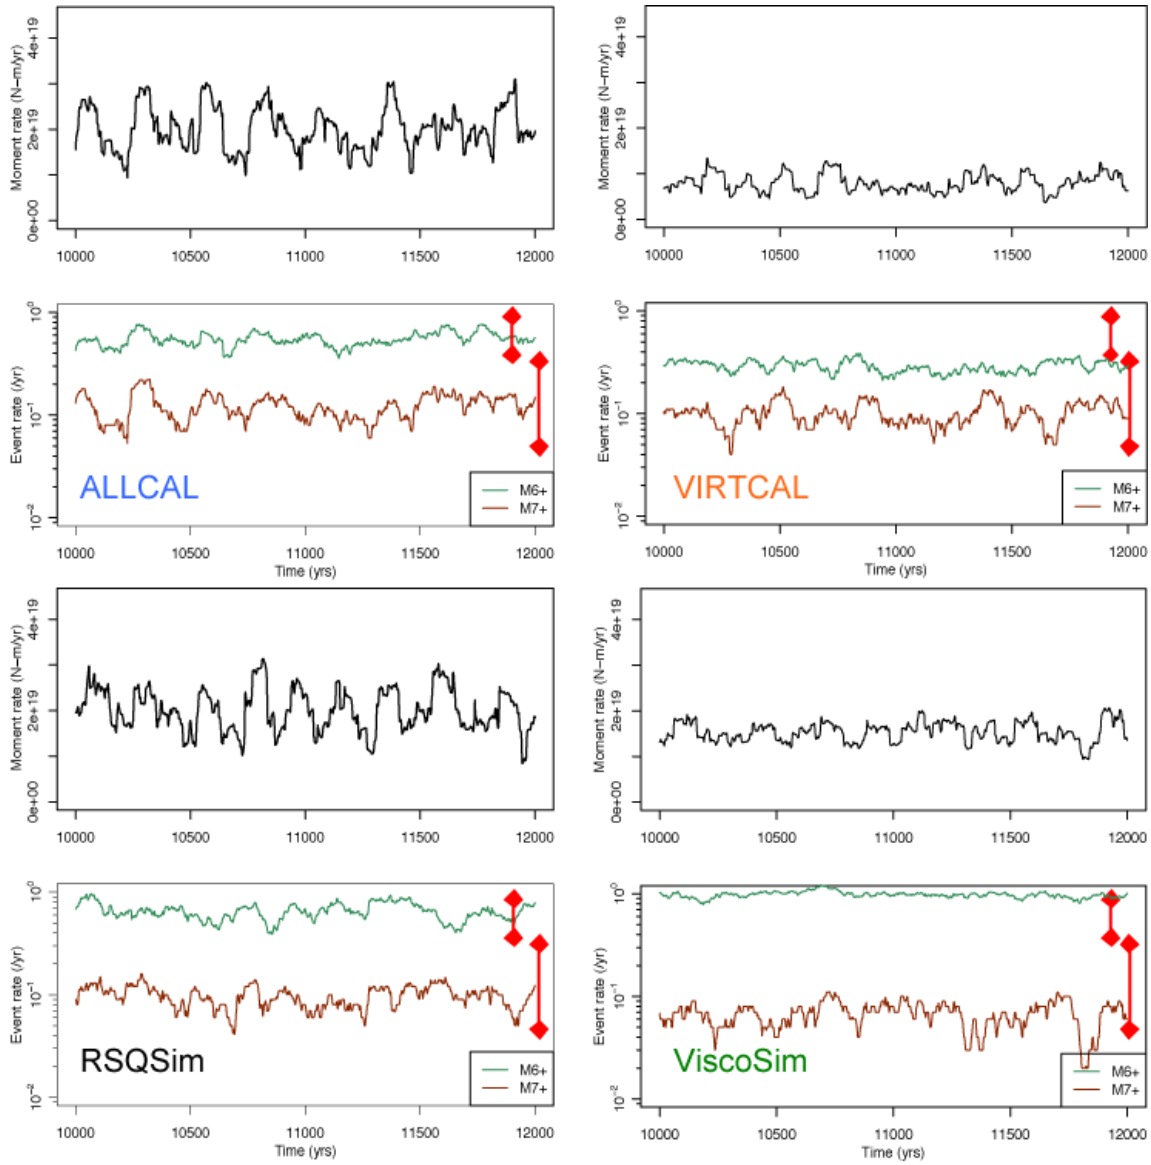 Moment rate (N−m/yr)
0e+00 2e+19 4e+19
10000 10500 11000 11500 12000
Moment rate (N−m/yr)
0e+00 2e+19 4e+19
10000 10500 11000 11500 12000
Event rate (/yr)
10⁻² 10⁻¹ 10⁰
ALLCAL
M6+
M7+
10000 10500 11000 11500 12000
Time (yrs)
Event rate (/yr)
10⁻² 10⁻¹ 10⁰
VIRTCAL
M6+
M7+
10000 10500 11000 11500 12000
Time (yrs)
Moment rate (N−m/yr)
0e+00 2e+19 4e+19
10000 10500 11000 11500 12000
Moment rate (N−m/yr)
0e+00 2e+19 4e+19
10000 10500 11000 11500 12000
Event rate (/yr)
10⁻² 10⁻¹ 10⁰
RSQSim
M6+
M7+
10000 10500 11000 11500 12000
Time (yrs)
Event rate (/yr)
10⁻² 10⁻¹ 10⁰
ViscoSim
M6+
M7+
10000 10500 11000 11500 12000
Time (yrs)